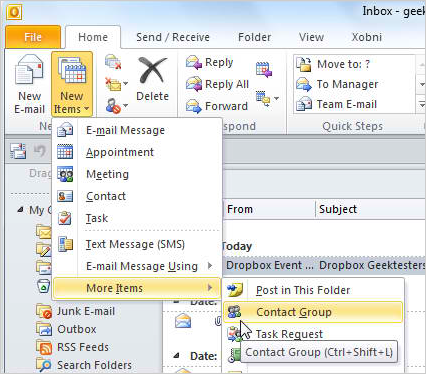 Inbox - geek
File Home Send / Receive Folder View Xobni
New E-mail
New Items
Delete
Reply
Reply All
Forward
Move to: ?
To Manager
Team E-mail
Ne
spond
Quick Steps
Drag
E-mail Message
Appointment
Meeting
Contact
Task
Text Message (SMS)
E-mail Message Using
More Items
My
Junk E-mail
Outbox
RSS Feeds
Search Folders
From Subject
Today
Dropbox Event ... Dropbox Geektesters
Date:
Date:
Post in This Folder
Contact Group
Task Request
Contact Group (Ctrl+Shift+L)